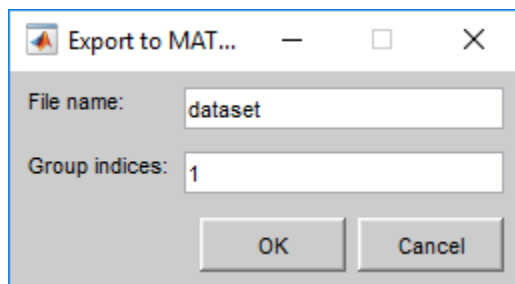 Export to MAT...
File name:
dataset
Group indices:
1
OK
Cancel